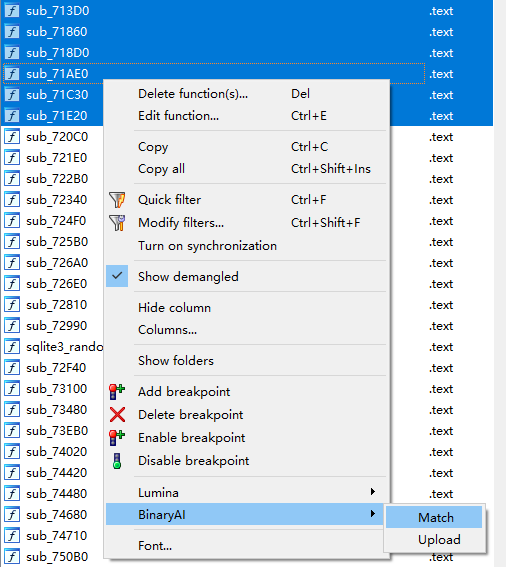 sub_713D0 .text
sub_71860 .text
sub_718D0 .text
sub_71AE0 .text
sub_71C30 .text
sub_71E20 .text
sub_720C0 .text
sub_721E0 .text
sub_722B0 .text
sub_72340 .text
sub_724F0 .text
sub_725B0 .text
sub_726A0 .text
sub_726E0 .text
sub_72810 .text
sub_72990 .text
sqlite3_rando .text
sub_72F40 .text
sub_73100 .text
sub_73480 .text
sub_73EB0 .text
sub_74020 .text
sub_74420 .text
sub_74480 .text
sub_74680 .text
sub_74710 .text
sub_750B0 .text
Delete function(s)... Del
Edit function... Ctrl+E
Copy Ctrl+C
Copy all Ctrl+Shift+Ins
Quick filter Ctrl+F
Modify filters... Ctrl+Shift+F
Turn on synchronization
Show demangled
Hide column
Columns...
Show folders
Add breakpoint
Delete breakpoint
Enable breakpoint
Disable breakpoint
Lumina
BinaryAI
Font...
Match
Upload